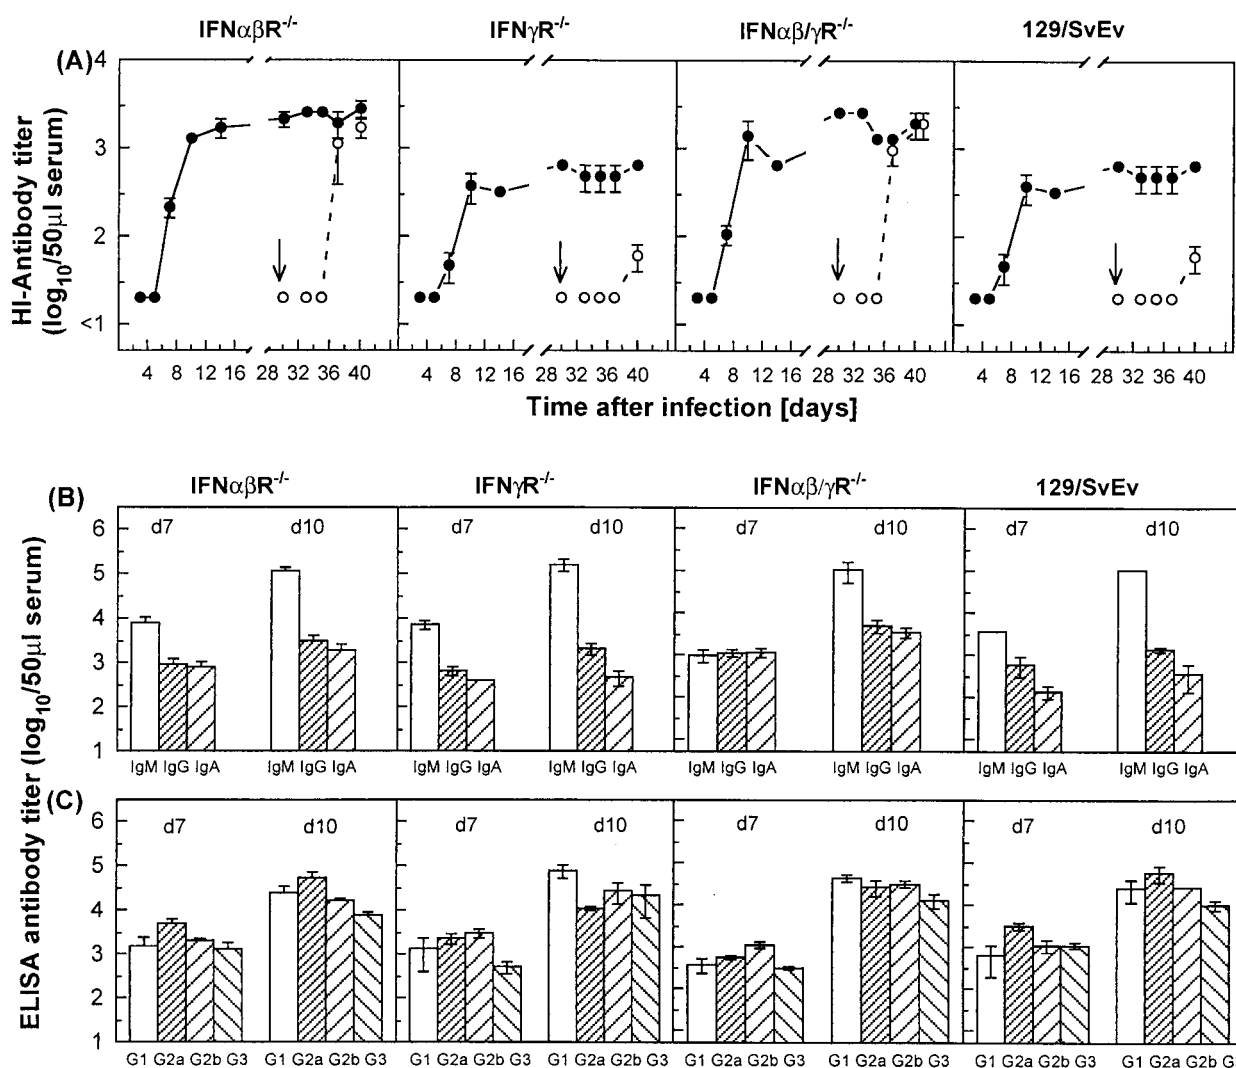 IFNαβR-/- IFNγR-/- IFNαβ/γR-/- 129/SvEv
(A) 4
3
2
<1
HI-Antibody titer
(log10/50μl serum)
4 8 12 16 28 32 36 40 4 8 12 16 28 32 36 40 4 8 12 16 28 32 36 40 4 8 12 16 28 32 36 40
Time after infection [days]
(B) IFNαβR-/- IFNγR-/- IFNαβ/γR-/- 129/SvEv
d7 d10 d7 d10 d7 d10 d7 d10
6
5
4
3
2
1
IgM IgG IgA IgM IgG IgA IgM IgG IgA IgM IgG IgA IgM IgG IgA IgM IgG IgA IgM IgG IgA IgM IgG IgA
ELISA antibody titer (log10/50μl serum)
(C)
d7 d10 d7 d10 d7 d10 d7 d10
6
5
4
3
2
1
G1 G2a G2b G3 G1 G2a G2b G3 G1 G2a G2b G3 G1 G2a G2b G3 G1 G2a G2b G3 G1 G2a G2b G3 G1 G2a G2b G3 G1 G2a G2b G3